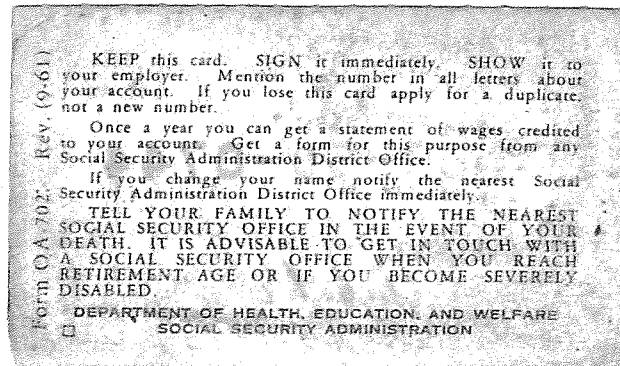 KEEP this card. SIGN it immediately. SHOW it to
your employer. Mention the number in all letters about
your account. If you lose this card apply for a duplicate,
not a new number.
Once a year you can get a statement of wages credited
to your account. Get a form for this purpose from any
Social Security Administration District Office.
If you change your name notify the nearest Social
Security Administration District Office immediately.
TELL YOUR FAMILY TO NOTIFY THE NEAREST
SOCIAL SECURITY OFFICE IN THE EVENT OF YOUR
DEATH. IT IS ADVISABLE TO GET IN TOUCH WITH
A SOCIAL SECURITY OFFICE WHEN YOU REACH
RETIREMENT AGE OR IF YOU BECOME SEVERELY
DISABLED.
DEPARTMENT OF HEALTH, EDUCATION, AND WELFARE
SOCIAL SECURITY ADMINISTRATION
Form OA-702. Rev. (9-61)